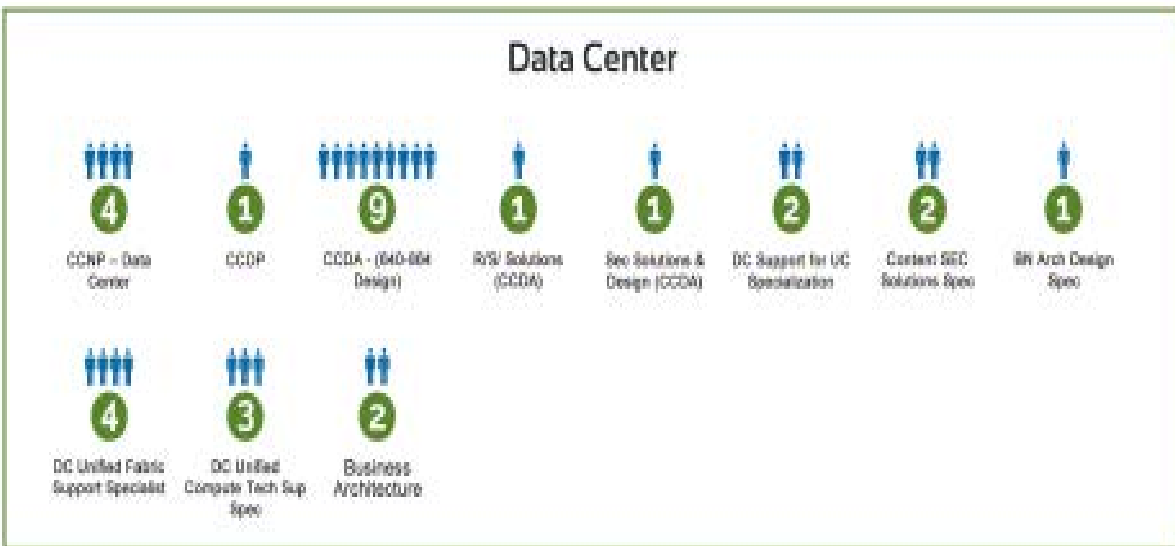 Data Center
4
1
9
1
1
2
2
1
CCNP – Data
Center
CCDP
CCDA - (640-864
Design)
R/S/ Solutions
(CCDA)
Sec Solutions &
Design (CCDA)
DC Support for UC
Specialization
Content SEC
Solutions Spec
BN Arch Design
Spec
4
3
2
DC Unified Fabric
Support Specialist
DC Unified
Compute Tech Sup
Spec
Business
Architecture